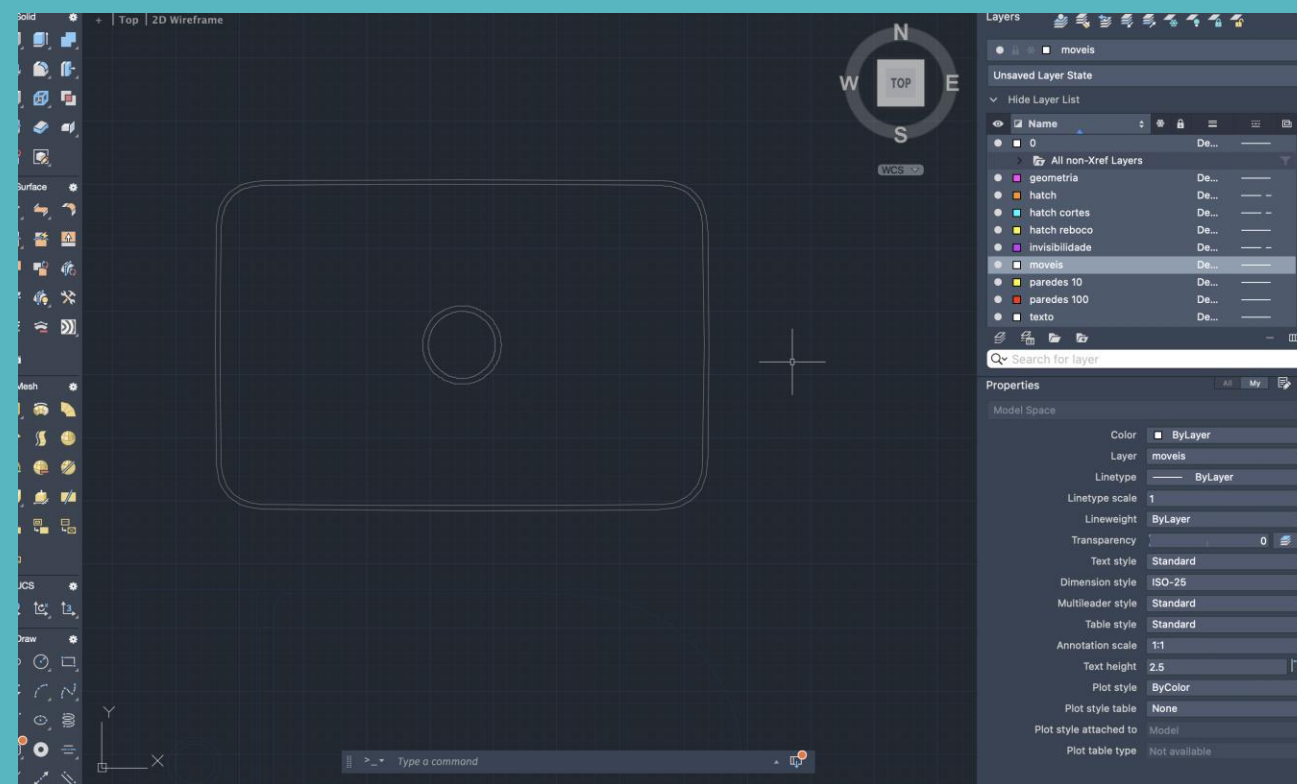 Solid
+ | Top | 2D Wireframe
N
W TOP E
S
WCS
Surface
Mesh
UCS
Draw
Y
X
>_ Type a command
Layers
moveis
Unsaved Layer State
Hide Layer List
Name
0 De...
All non-Xref Layers
geometria De...
hatch De...
hatch cortes De...
hatch reboco De...
invisibilidade De...
moveis De...
paredes 10 De...
paredes 100 De...
texto De...
Search for layer
Properties All My
Model Space
Color ByLayer
Layer moveis
Linetype ByLayer
Linetype scale 1
Lineweight ByLayer
Transparency 0
Text style Standard
Dimension style ISO-25
Multileader style Standard
Table style Standard
Annotation scale 1:1
Text height 2.5
Plot style ByColor
Plot style table None
Plot style attached to Model
Plot table type Not available